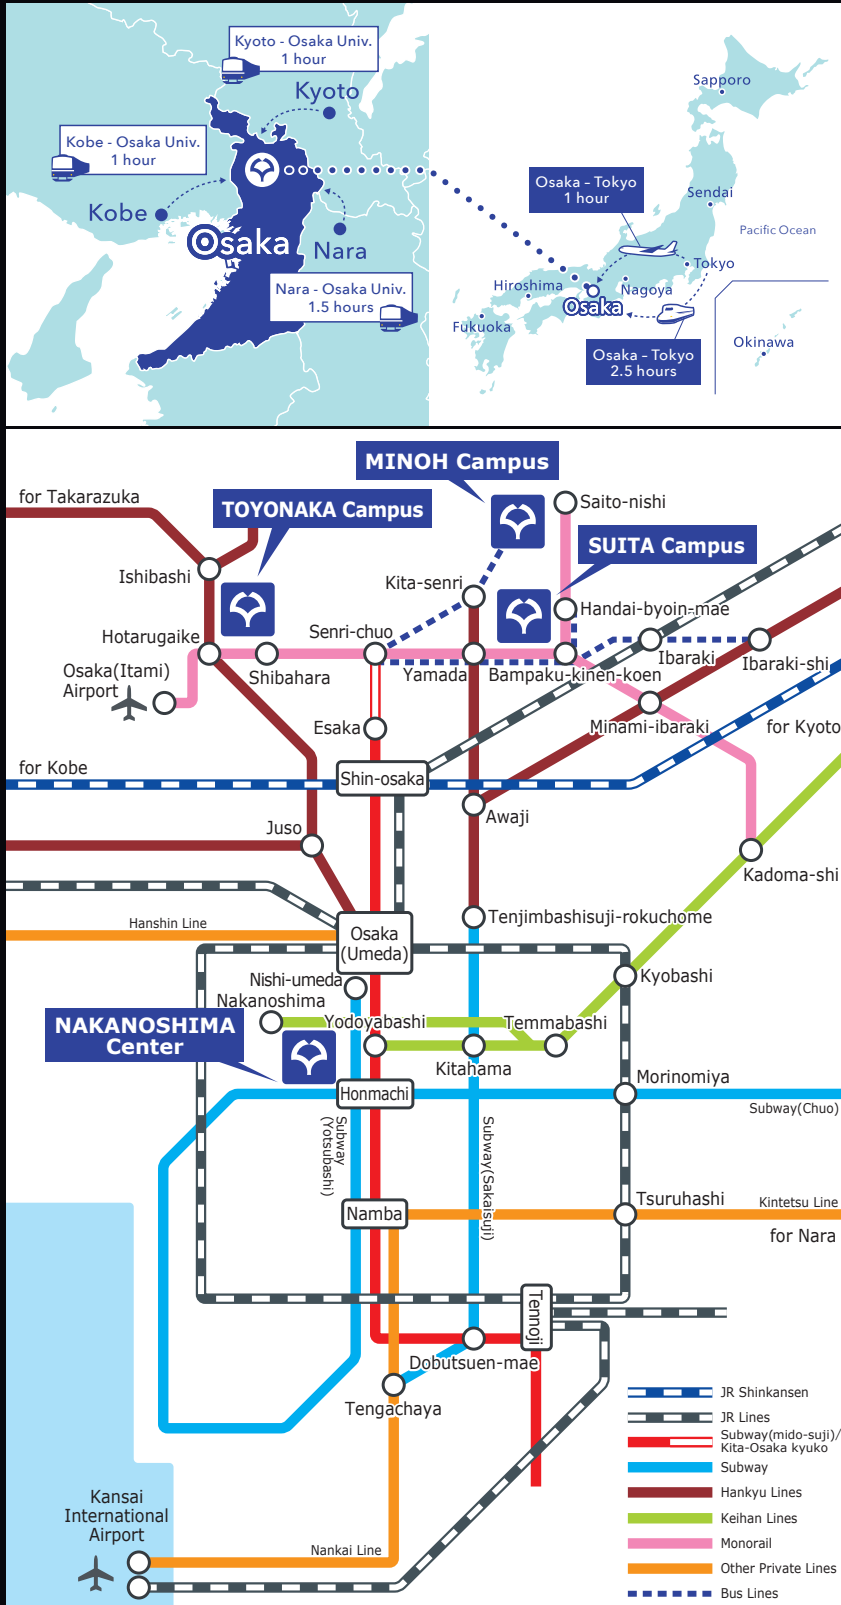 Kyoto - Osaka Univ.
1 hour
Kyoto
Kobe - Osaka Univ.
1 hour
Kobe
Osaka
Nara
Nara - Osaka Univ.
1.5 hours
Sapporo
Osaka – Tokyo
1 hour
Sendai
Pacific Ocean
Tokyo
Hiroshima
Nagoya
Osaka
Fukuoka
Okinawa
Osaka – Tokyo
2.5 hours
MINOH Campus
for Takarazuka
TOYONAKA Campus
Saito-nishi
SUITA Campus
Ishibashi
Kita-senri
Handai-byoin-mae
Hotarugaike
Senri-chuo
Osaka(Itami)
Airport
Shibahara
Yamada
Bampaku-kinen-koen
Ibaraki
Ibaraki-shi
Esaka
Minami-ibaraki
for Kyoto
for Kobe
Shin-osaka
Awaji
Juso
Kadoma-shi
Hanshin Line
Osaka
(Umeda)
Tenjimbashisuji-rokuchome
Nishi-umeda
Kyobashi
Nakanoshima
NAKANOSHIMA
Center
Yodoyabashi
Temmabashi
Kitahama
Honmachi
Morinomiya
Subway(Chuo)
Subway
(Yotsubashi)
Subway(Sakaisuji)
Namba
Tsuruhashi
Kintetsu Line
for Nara
Tennoji
Dobutsuen-mae
Tengachaya
Kansai
International
Airport
Nankai Line
JR Shinkansen
JR Lines
Subway(mido-suji)/
Kita-Osaka kyuko
Subway
Hankyu Lines
Keihan Lines
Monorail
Other Private Lines
Bus Lines